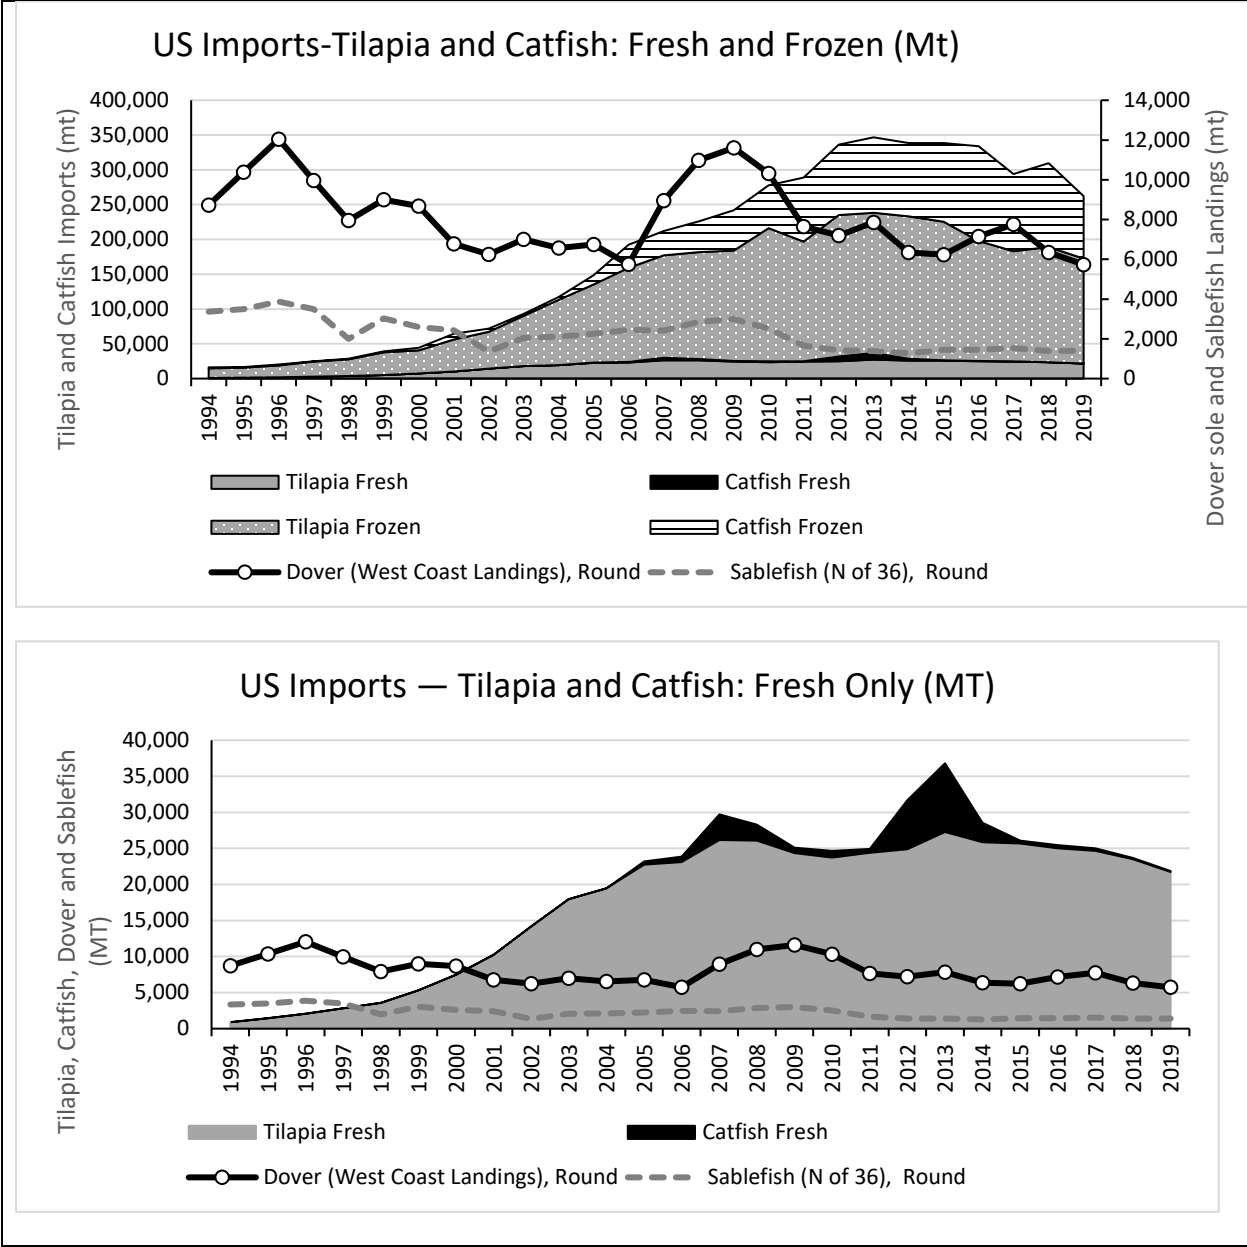 US Imports-Tilapia and Catfish: Fresh and Frozen (Mt)
Tilapia and Catfish Imports (mt)
400,000
350,000
300,000
250,000
200,000
150,000
100,000
50,000
0
14,000
12,000
10,000
8,000
6,000
4,000
2,000
0
Dover sole and Salbefish Landings (mt)
1994 1995 1996 1997 1998 1999 2000 2001 2002 2003 2004 2005 2006 2007 2008 2009 2010 2011 2012 2013 2014 2015 2016 2017 2018 2019
Tilapia Fresh Catfish Fresh
Tilapia Frozen Catfish Frozen
Dover (West Coast Landings), Round Sablefish (N of 36), Round
US Imports — Tilapia and Catfish: Fresh Only (MT)
Tilapia, Catfish, Dover and Sablefish
(MT)
40,000
35,000
30,000
25,000
20,000
15,000
10,000
5,000
0
1994 1995 1996 1997 1998 1999 2000 2001 2002 2003 2004 2005 2006 2007 2008 2009 2010 2011 2012 2013 2014 2015 2016 2017 2018 2019
Tilapia Fresh Catfish Fresh
Dover (West Coast Landings), Round Sablefish (N of 36), Round